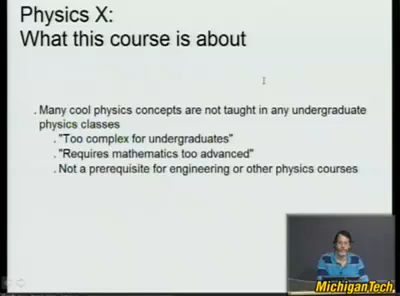 Physics X:
What this course is about
. Many cool physics concepts are not taught in any undergraduate
physics classes
. "Too complex for undergraduates"
. "Requires mathematics too advanced"
. Not a prerequisite for engineering or other physics courses
MichiganTech